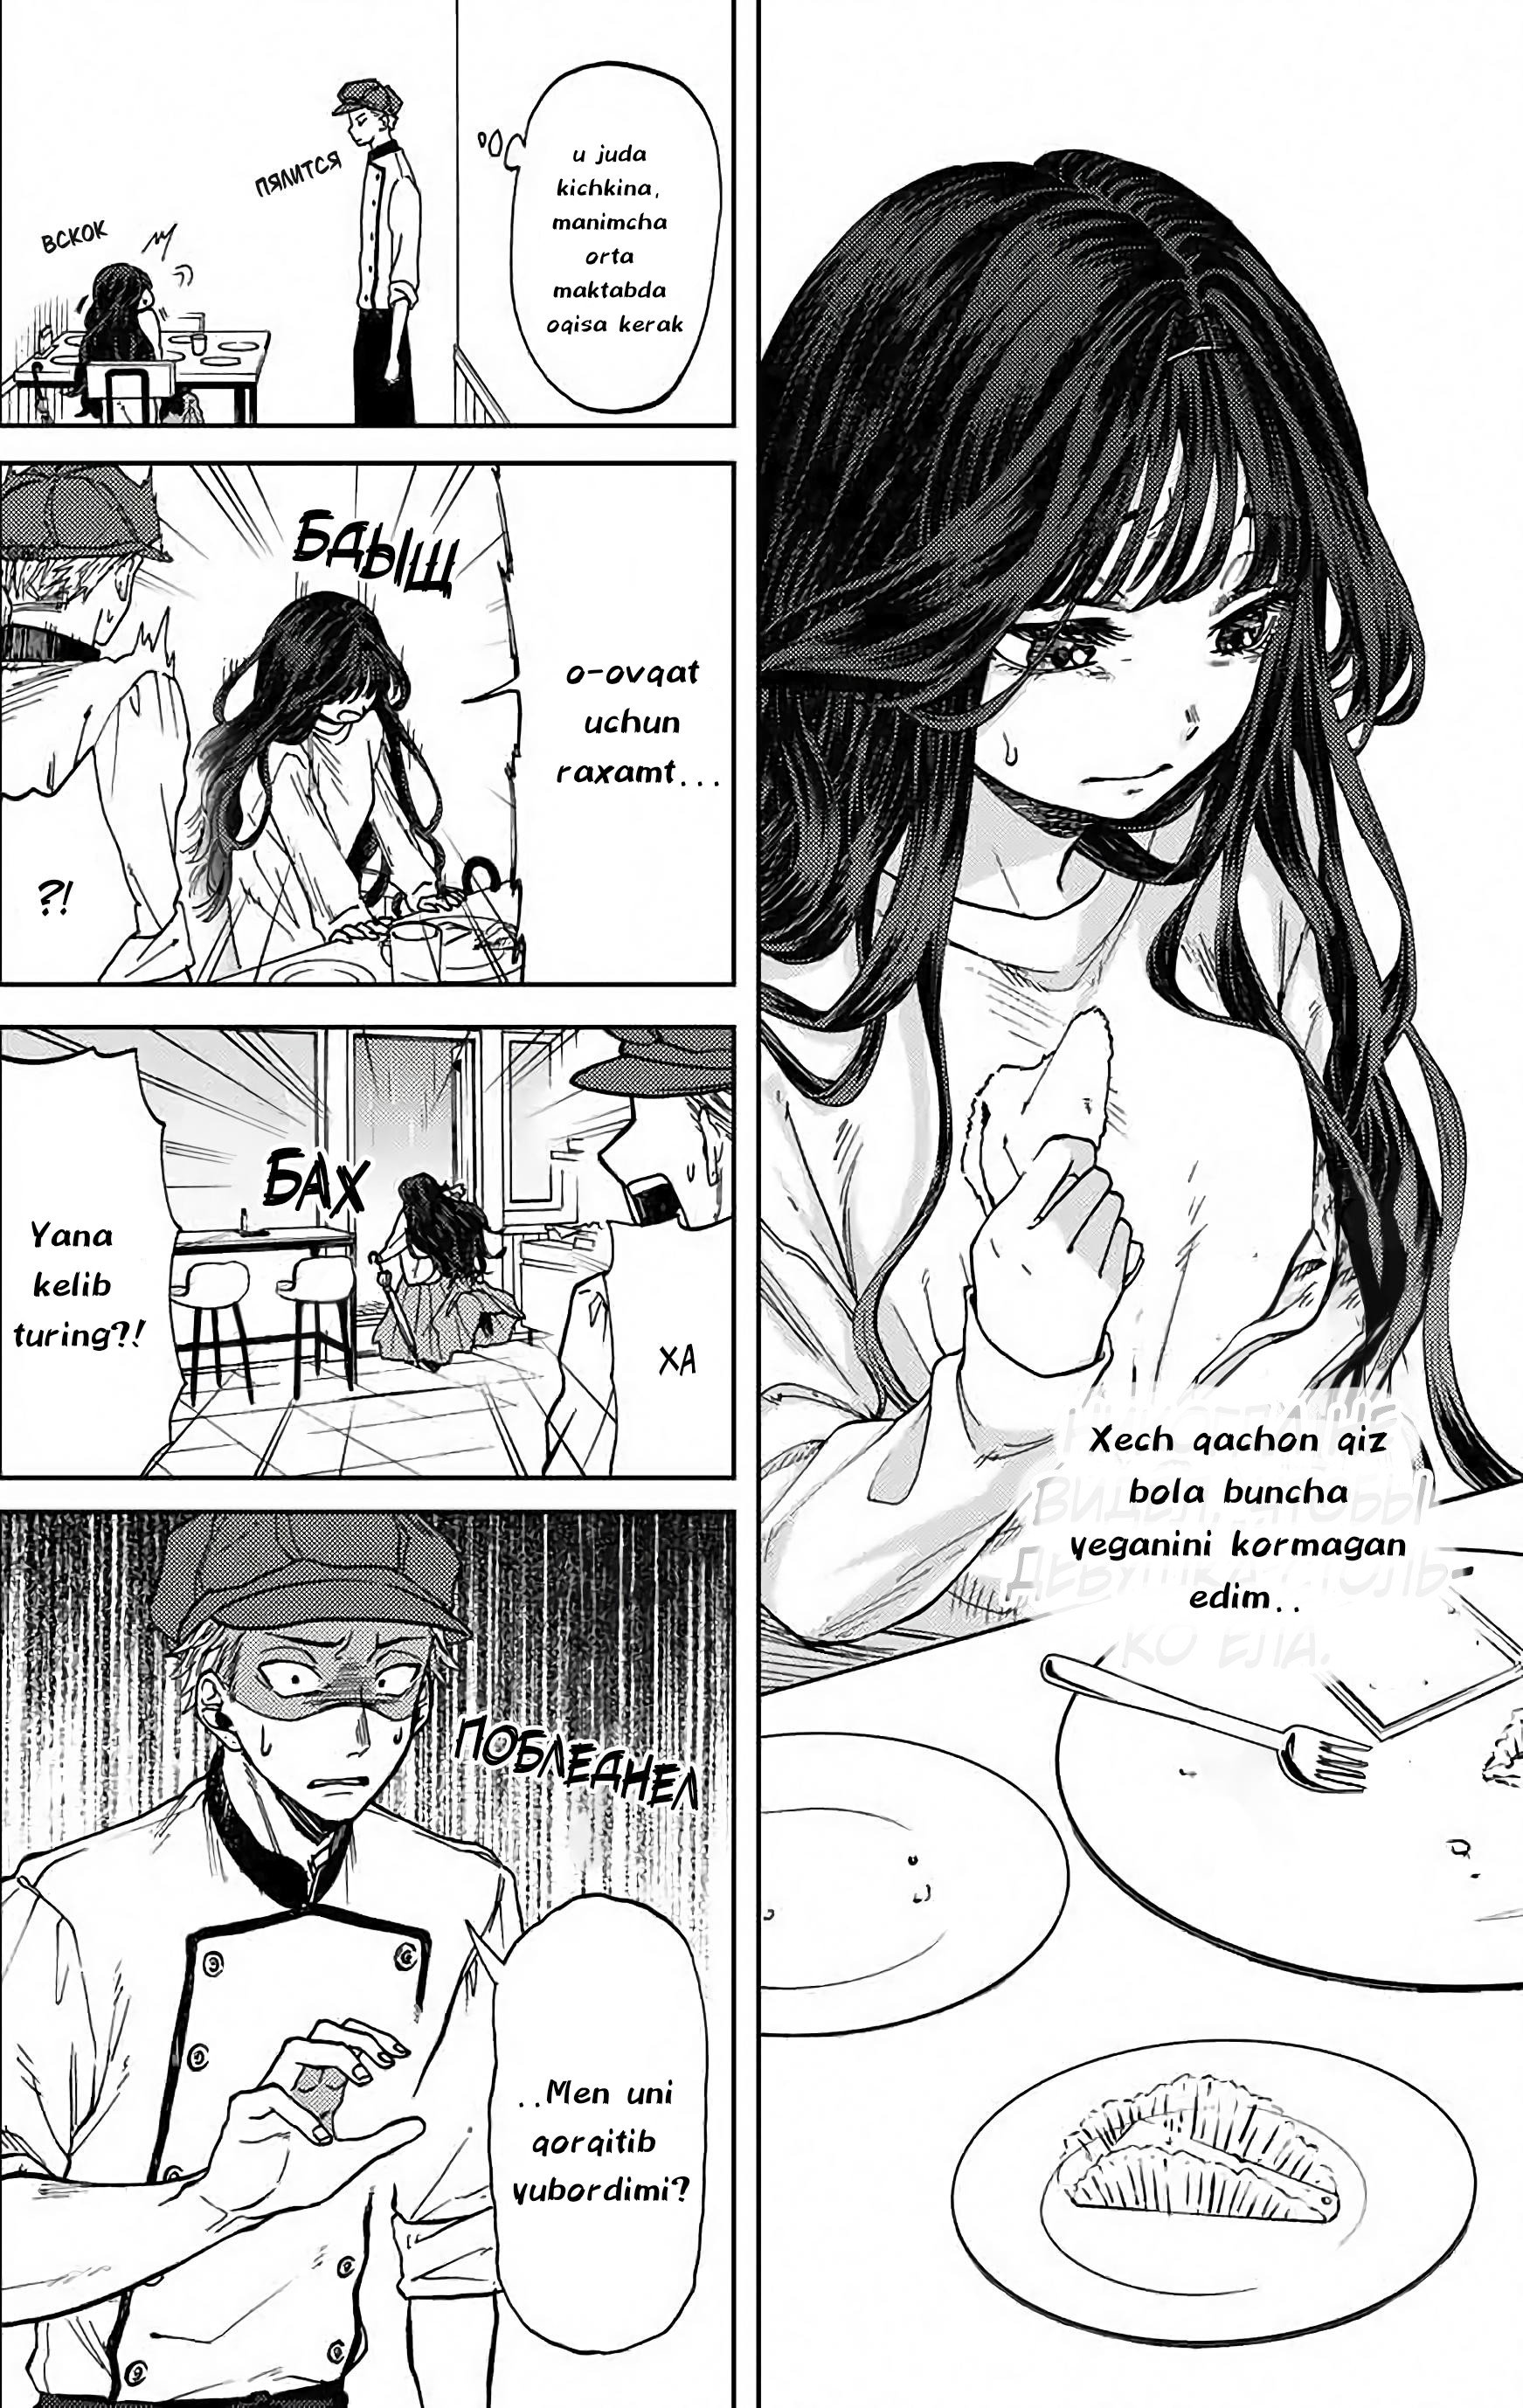 Xech qachon qiz
bola buncha
yeganini kormagan
edim..
u juda
kichkina,
manimcha
orta
maktabda
oqisa kerak
ПЯЛИТСЯ
ВСКОК
БДЫЩ
o-ovqat
uchun
raxamt...
?!
БАХ
Yana
kelib
turing?!
ХА
ПОБЛЕДНЕЛ
..Men uni
qorqitib
yubordimi?